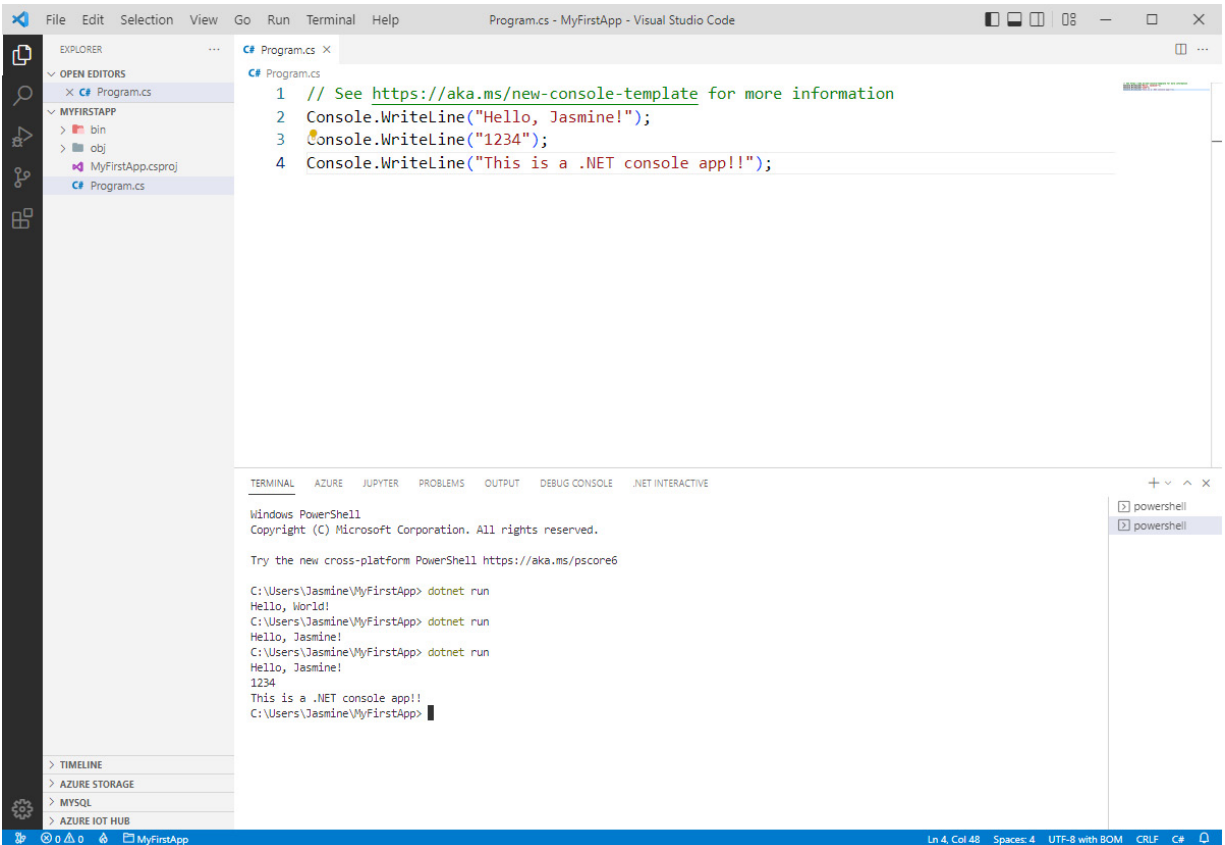 File Edit Selection View Go Run Terminal Help Program.cs - MyFirstApp - Visual Studio Code
EXPLORER ...
OPEN EDITORS
C# Program.cs
MYFIRSTAPP
bin
obj
MyFirstApp.csproj
C# Program.cs
TIMELINE
AZURE STORAGE
MYSQL
AZURE IOT HUB
C# Program.cs
C# Program.cs
1 // See https://aka.ms/new-console-template for more information
2 Console.WriteLine("Hello, Jasmine!");
3 Console.WriteLine("1234");
4 Console.WriteLine("This is a .NET console app!!");
TERMINAL AZURE JUPYTER PROBLEMS OUTPUT DEBUG CONSOLE .NET INTERACTIVE
Windows PowerShell
Copyright (C) Microsoft Corporation. All rights reserved.
Try the new cross-platform PowerShell https://aka.ms/pscore6
C:\Users\Jasmine\MyFirstApp> dotnet run
Hello, World!
C:\Users\Jasmine\MyFirstApp> dotnet run
Hello, Jasmine!
C:\Users\Jasmine\MyFirstApp> dotnet run
Hello, Jasmine!
1234
This is a .NET console app!!
C:\Users\Jasmine\MyFirstApp>
powershell
powershell
0 0 MyFirstApp Ln 4, Col 48 Spaces: 4 UTF-8 with BOM CRLF C#